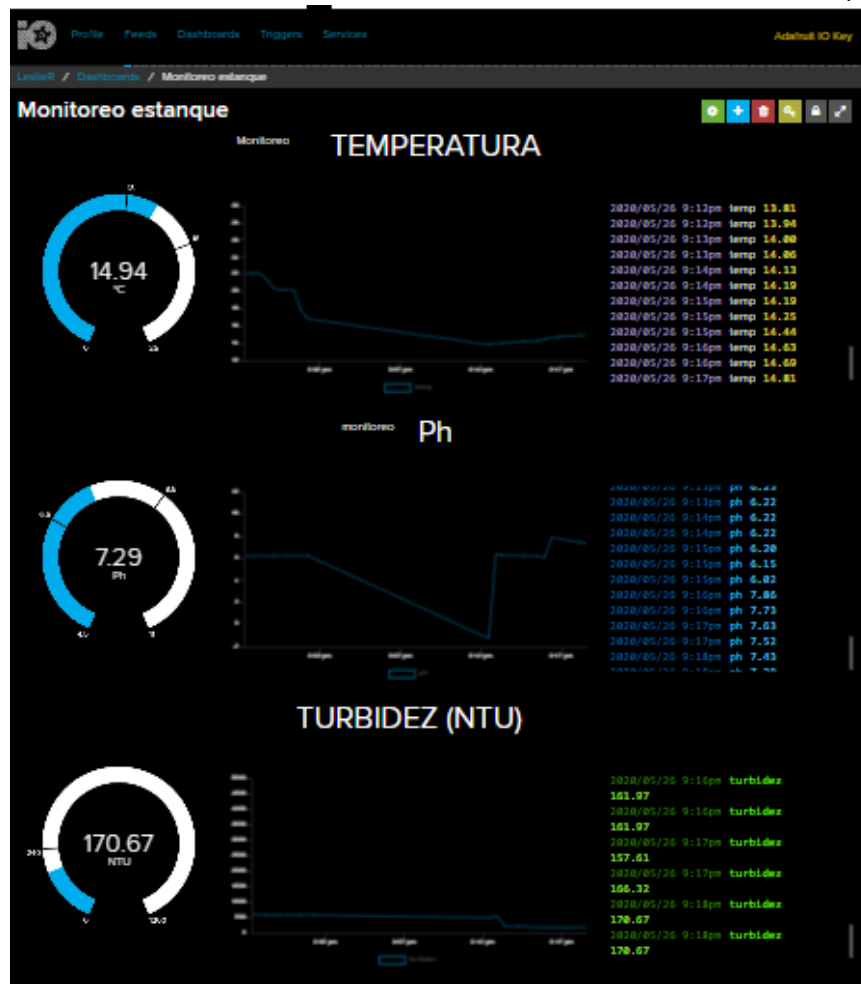 iO
Profile Feeds Dashboards Triggers Services
Adafruit IO Key
LeslieR / Dashboards / Monitoreo estanque
Monitoreo estanque
Monitoreo TEMPERATURA
14.94
°C
0
2020/05/26 9:12pm temp 13.81
2020/05/26 9:12pm temp 13.94
2020/05/26 9:13pm temp 14.00
2020/05/26 9:13pm temp 14.06
2020/05/26 9:14pm temp 14.13
2020/05/26 9:14pm temp 14.19
2020/05/26 9:15pm temp 14.19
2020/05/26 9:15pm temp 14.25
2020/05/26 9:15pm temp 14.44
2020/05/26 9:16pm temp 14.63
2020/05/26 9:16pm temp 14.69
2020/05/26 9:17pm temp 14.81
temp
monitoreo Ph
7.29
Ph
2020/05/26 9:13pm ph 6.22
2020/05/26 9:14pm ph 6.22
2020/05/26 9:14pm ph 6.22
2020/05/26 9:15pm ph 6.20
2020/05/26 9:15pm ph 6.15
2020/05/26 9:15pm ph 6.02
2020/05/26 9:16pm ph 7.86
2020/05/26 9:16pm ph 7.73
2020/05/26 9:17pm ph 7.63
2020/05/26 9:17pm ph 7.52
2020/05/26 9:18pm ph 7.43
ph
TURBIDEZ (NTU)
170.67
NTU
240
0
2020/05/26 9:16pm turbidez
161.97
2020/05/26 9:16pm turbidez
161.97
2020/05/26 9:17pm turbidez
157.61
2020/05/26 9:17pm turbidez
166.32
2020/05/26 9:18pm turbidez
170.67
2020/05/26 9:18pm turbidez
170.67
turbidez